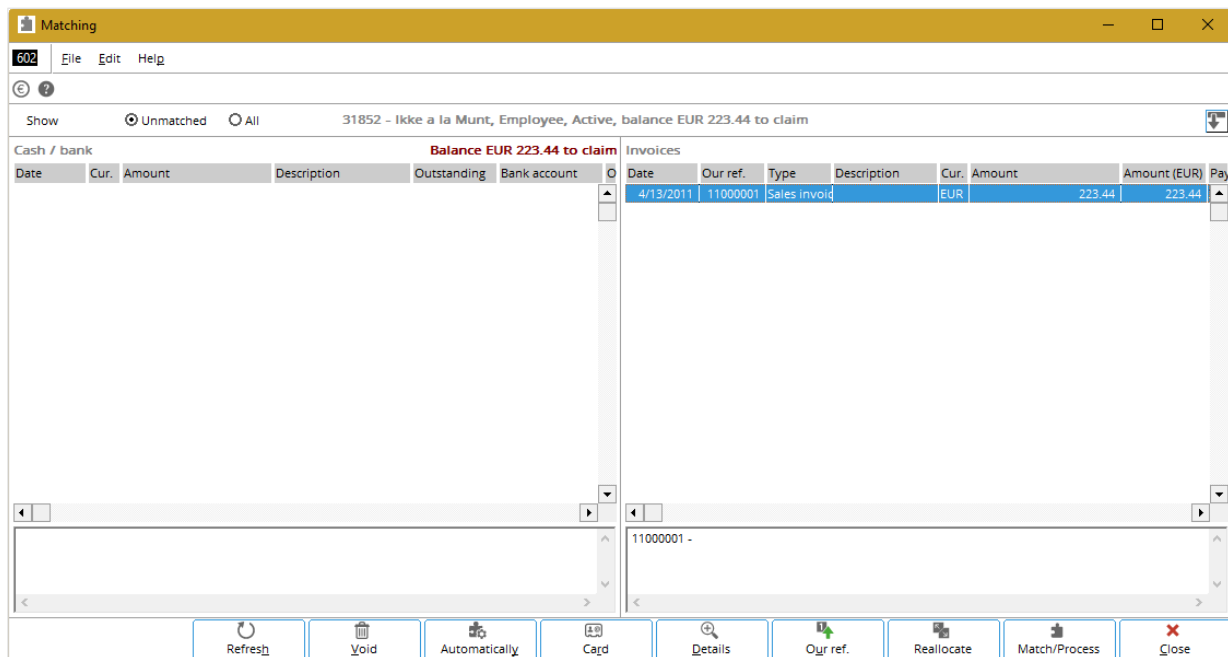 Matching
602 File Edit Help
Show Unmatched All 31852 - Ikke a la Munt, Employee, Active, balance EUR 223.44 to claim
Cash / bank Balance EUR 223.44 to claim Invoices
Date Cur. Amount Description Outstanding Bank account O Date Our ref. Type Description Cur. Amount Amount (EUR) Pay
4/13/2011 11000001 Sales invoic EUR 223.44 223.44
11000001 -
Refresh Void Automatically Card Details Our ref. Reallocate Match/Process Close